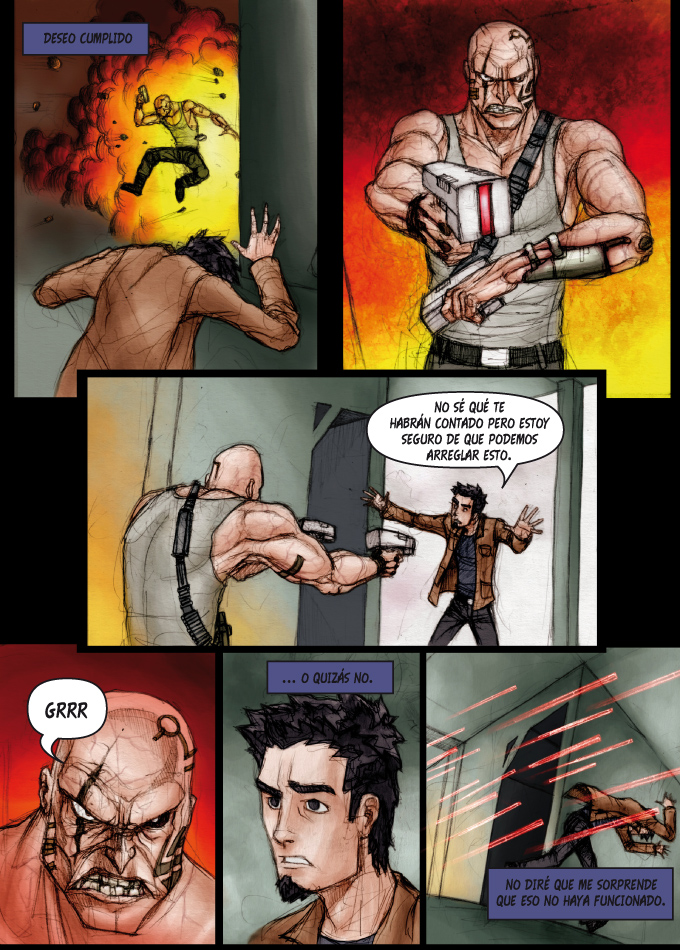 DESEO CUMPLIDO
NO SÉ QUÉ TE
HABRÁN CONTADO PERO ESTOY
SEGURO DE QUE PODEMOS
ARREGLAR ESTO.
GRRR
... O QUIZÁS NO.
NO DIRÉ QUE ME SORPRENDE
QUE ESO NO HAYA FUNCIONADO.